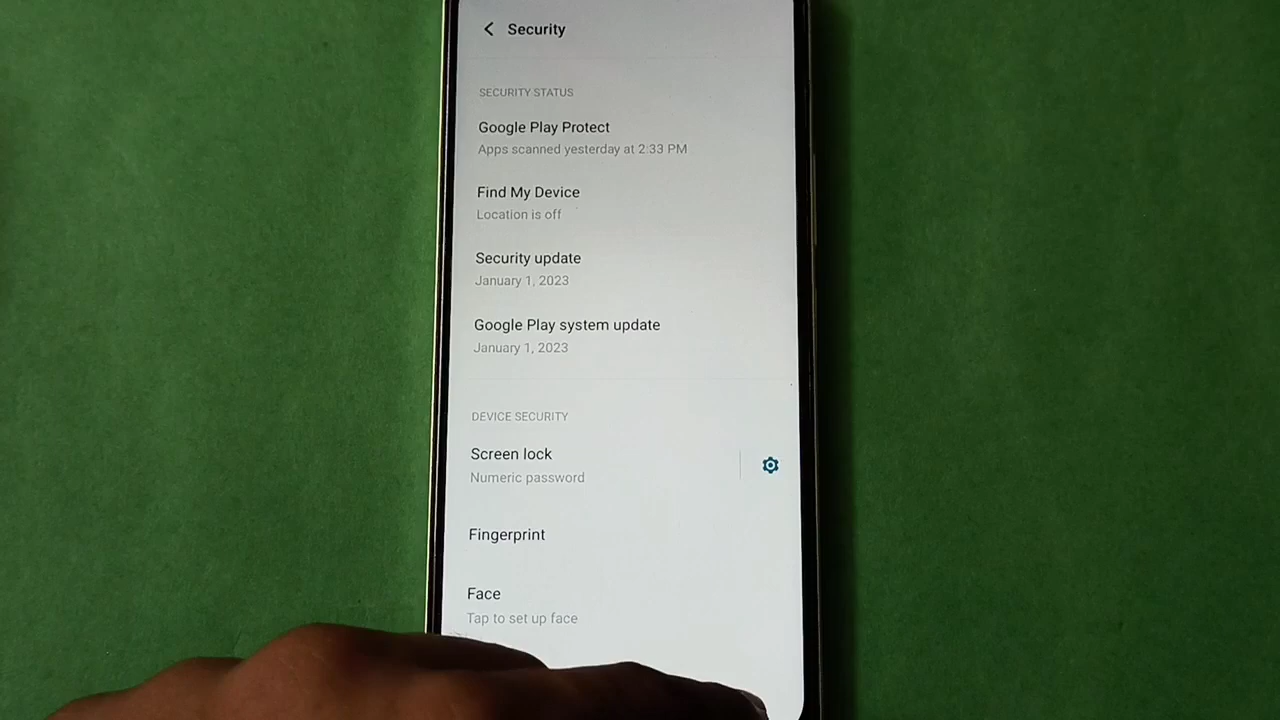 Security
SECURITY STATUS
Google Play Protect
Apps scanned yesterday at 2:33 PM
Find My Device
Location is off
Security update
January 1, 2023
Google Play system update
January 1, 2023
DEVICE SECURITY
Screen lock
Numeric password
Fingerprint
Face
Tap to set up face